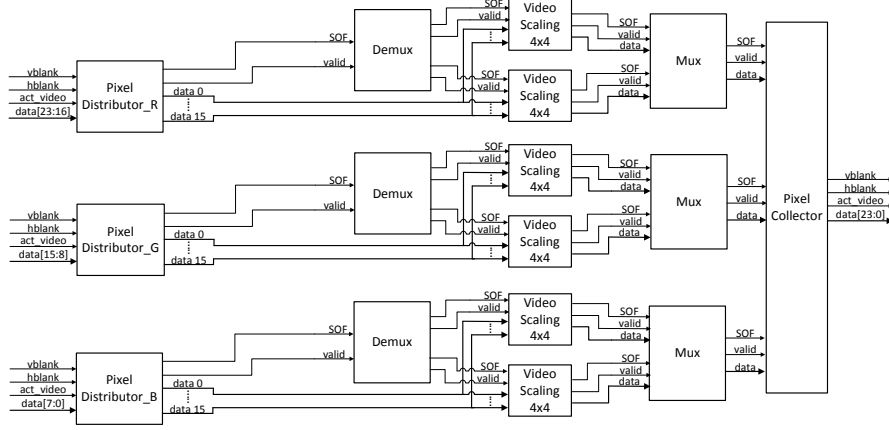 SOF
valid
Video
Scaling
4x4
SOF
valid
data
SOF
valid
Demux
Mux
SOF
valid
data
vblank
hblank
act_video
data[23:16]
Pixel
Distributor_R
data 0
data 15
SOF
valid
Video
Scaling
4x4
SOF
valid
data
SOF
valid
Video
Scaling
4x4
SOF
valid
data
SOF
valid
Demux
Mux
SOF
valid
data
vblank
hblank
act_video
data[15:8]
Pixel
Distributor_G
data 0
data 15
SOF
valid
Video
Scaling
4x4
SOF
valid
data
Pixel
Collector
vblank
hblank
act_video
data[23:0]
SOF
valid
Video
Scaling
4x4
SOF
valid
data
SOF
valid
Demux
Mux
SOF
valid
data
vblank
hblank
act_video
data[7:0]
Pixel
Distributor_B
data 0
data 15
SOF
valid
Video
Scaling
4x4
SOF
valid
data